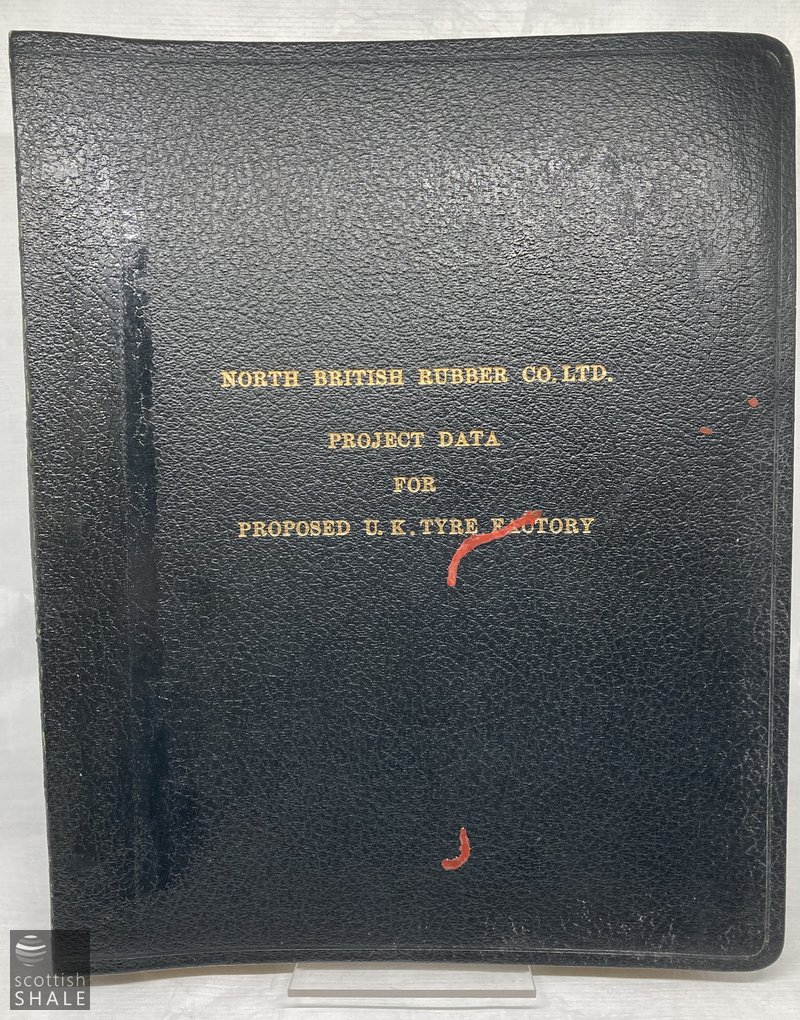 NORTH BRITISH RUBBER CO. LTD.
PROJECT DATA
FOR
PROPOSED U. K. TYRE FACTORY
scottish
SHALE